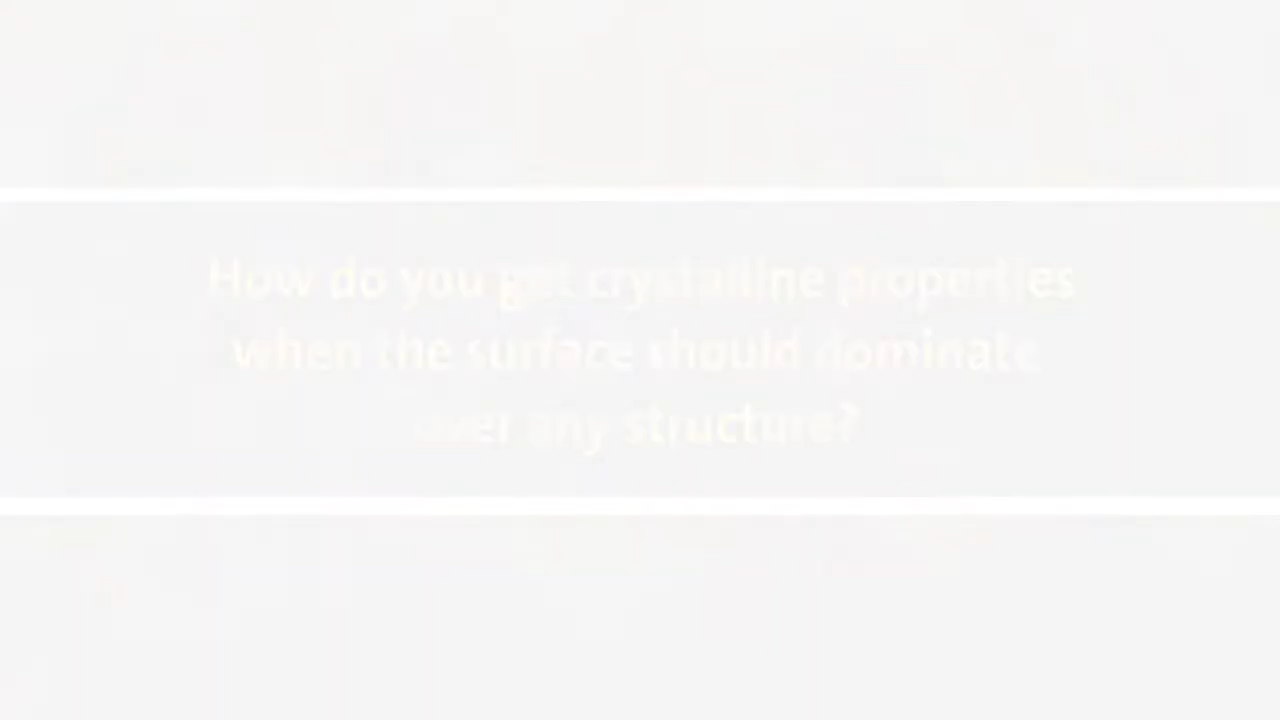 How do you get crystalline properties
when the surface should dominate
over any structure?